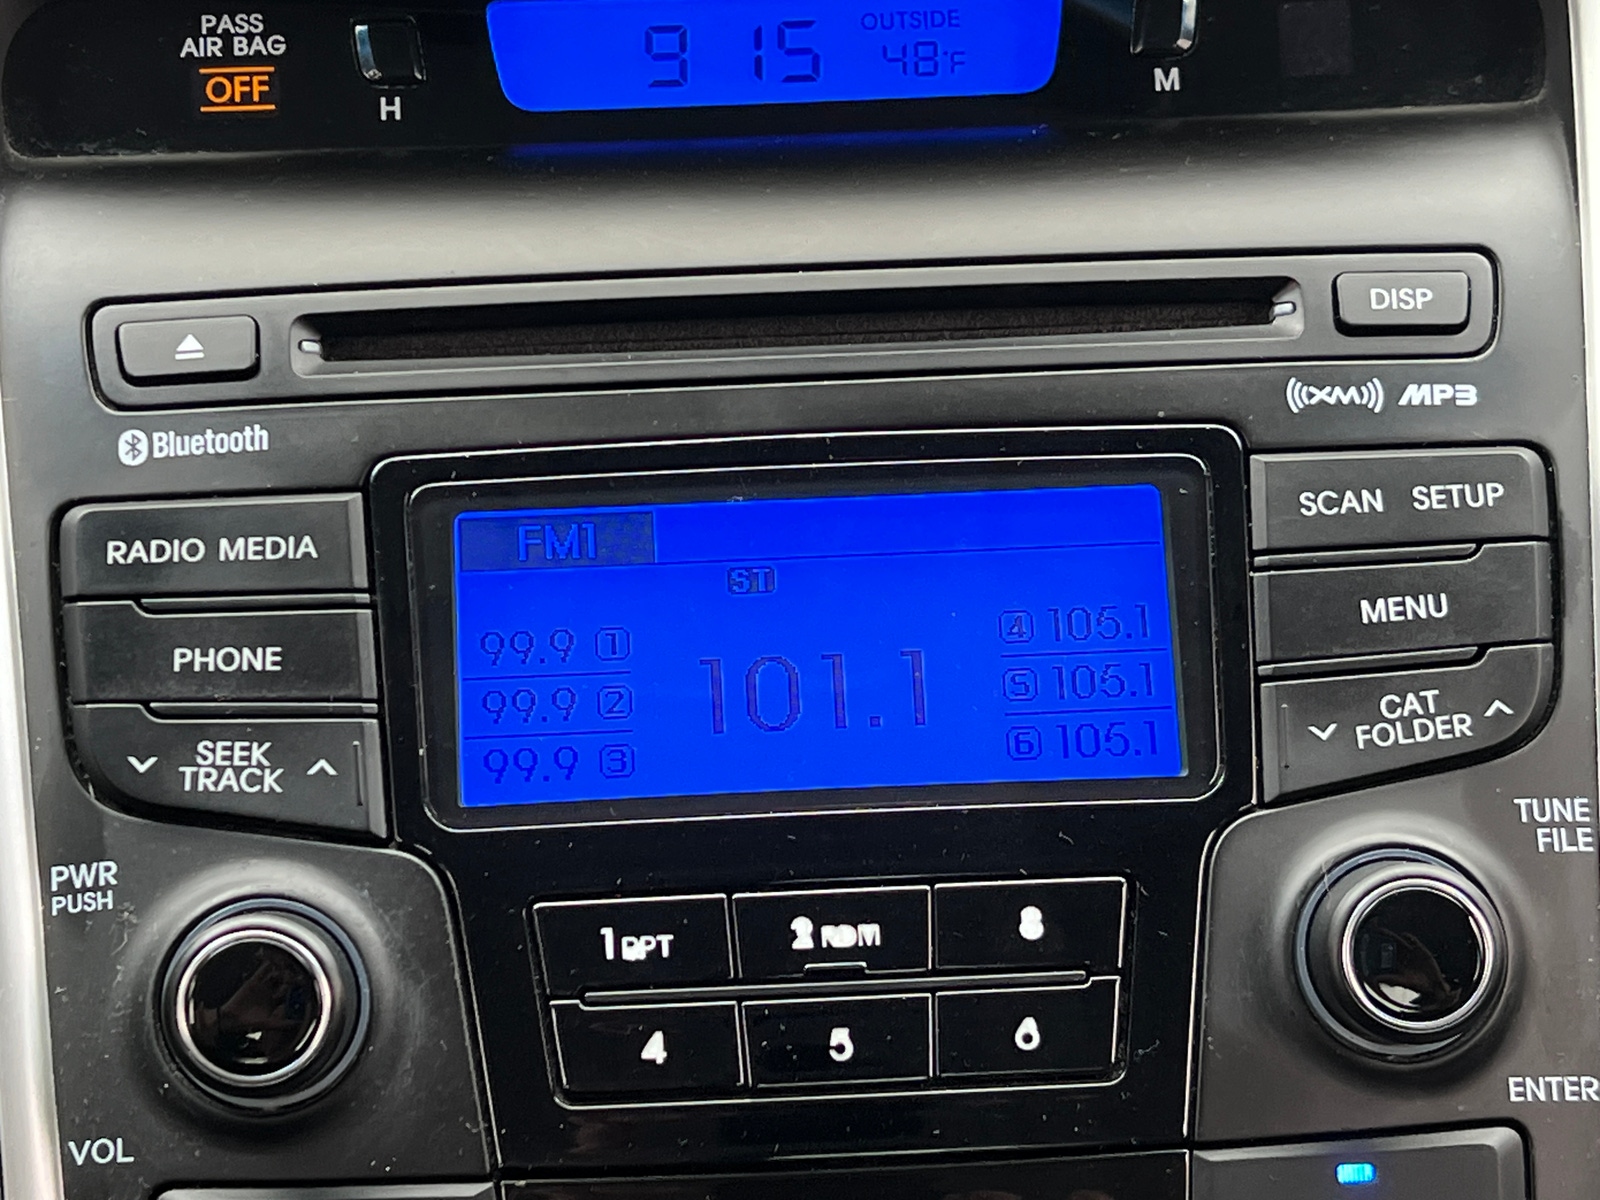 PASS
AIR BAG
OFF
H
9 15
OUTSIDE
48°F
M
DISP
Bluetooth
XM MP3
RADIO MEDIA
PHONE
SEEK
TRACK
FM1
ST
99.9 1
99.9 2
99.9 3
101.1
4 105.1
5 105.1
6 105.1
SCAN SETUP
MENU
CAT
FOLDER
PWR
PUSH
VOL
1 RPT
2 RDM
4
5
6
TUNE
FILE
ENTER